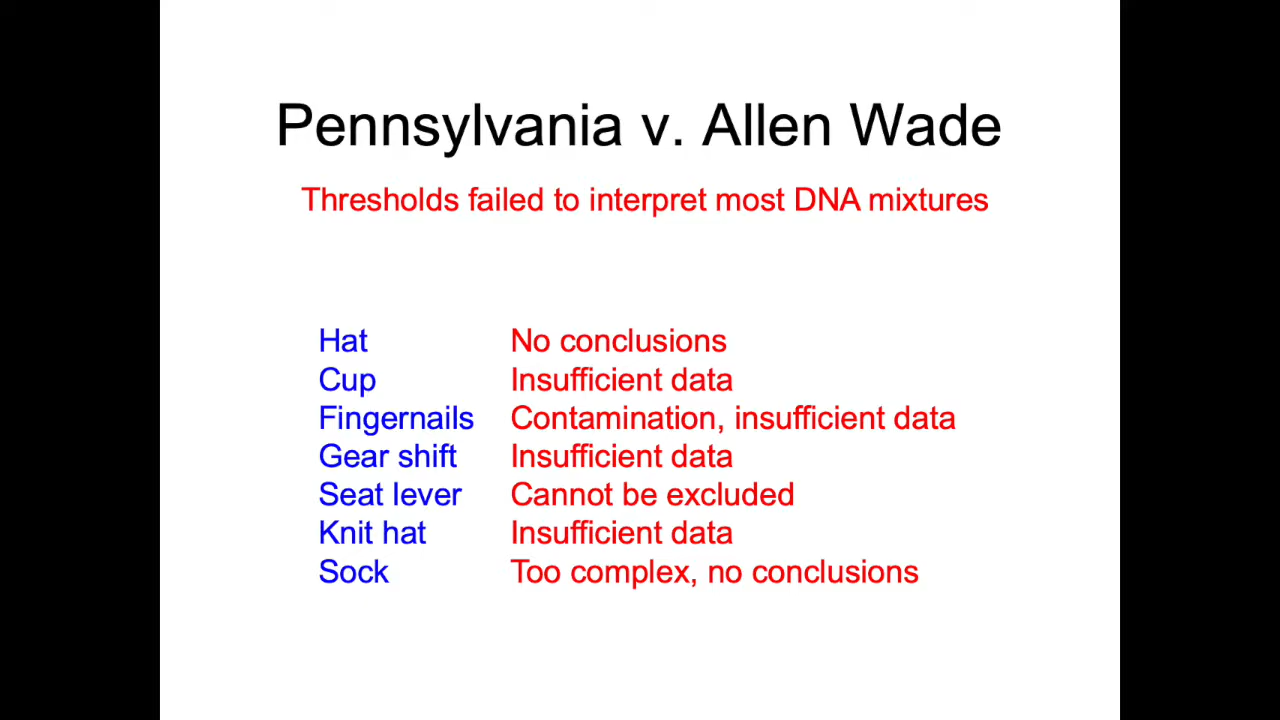 Pennsylvania v. Allen Wade
Thresholds failed to interpret most DNA mixtures
Hat No conclusions
Cup Insufficient data
Fingernails Contamination, insufficient data
Gear shift Insufficient data
Seat lever Cannot be excluded
Knit hat Insufficient data
Sock Too complex, no conclusions